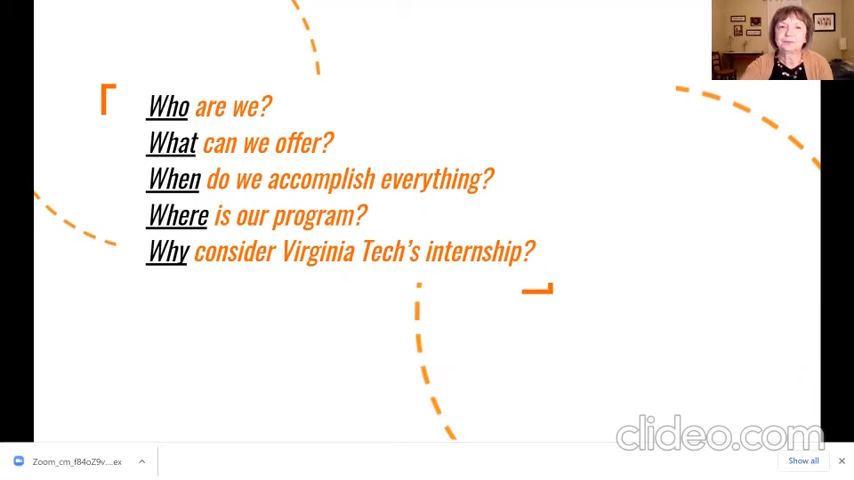 Who are we?
What can we offer?
When do we accomplish everything?
Where is our program?
Why consider Virginia Tech's internship?
clideo.com
Zoom_cm_f84oZ9v....ex
Show all